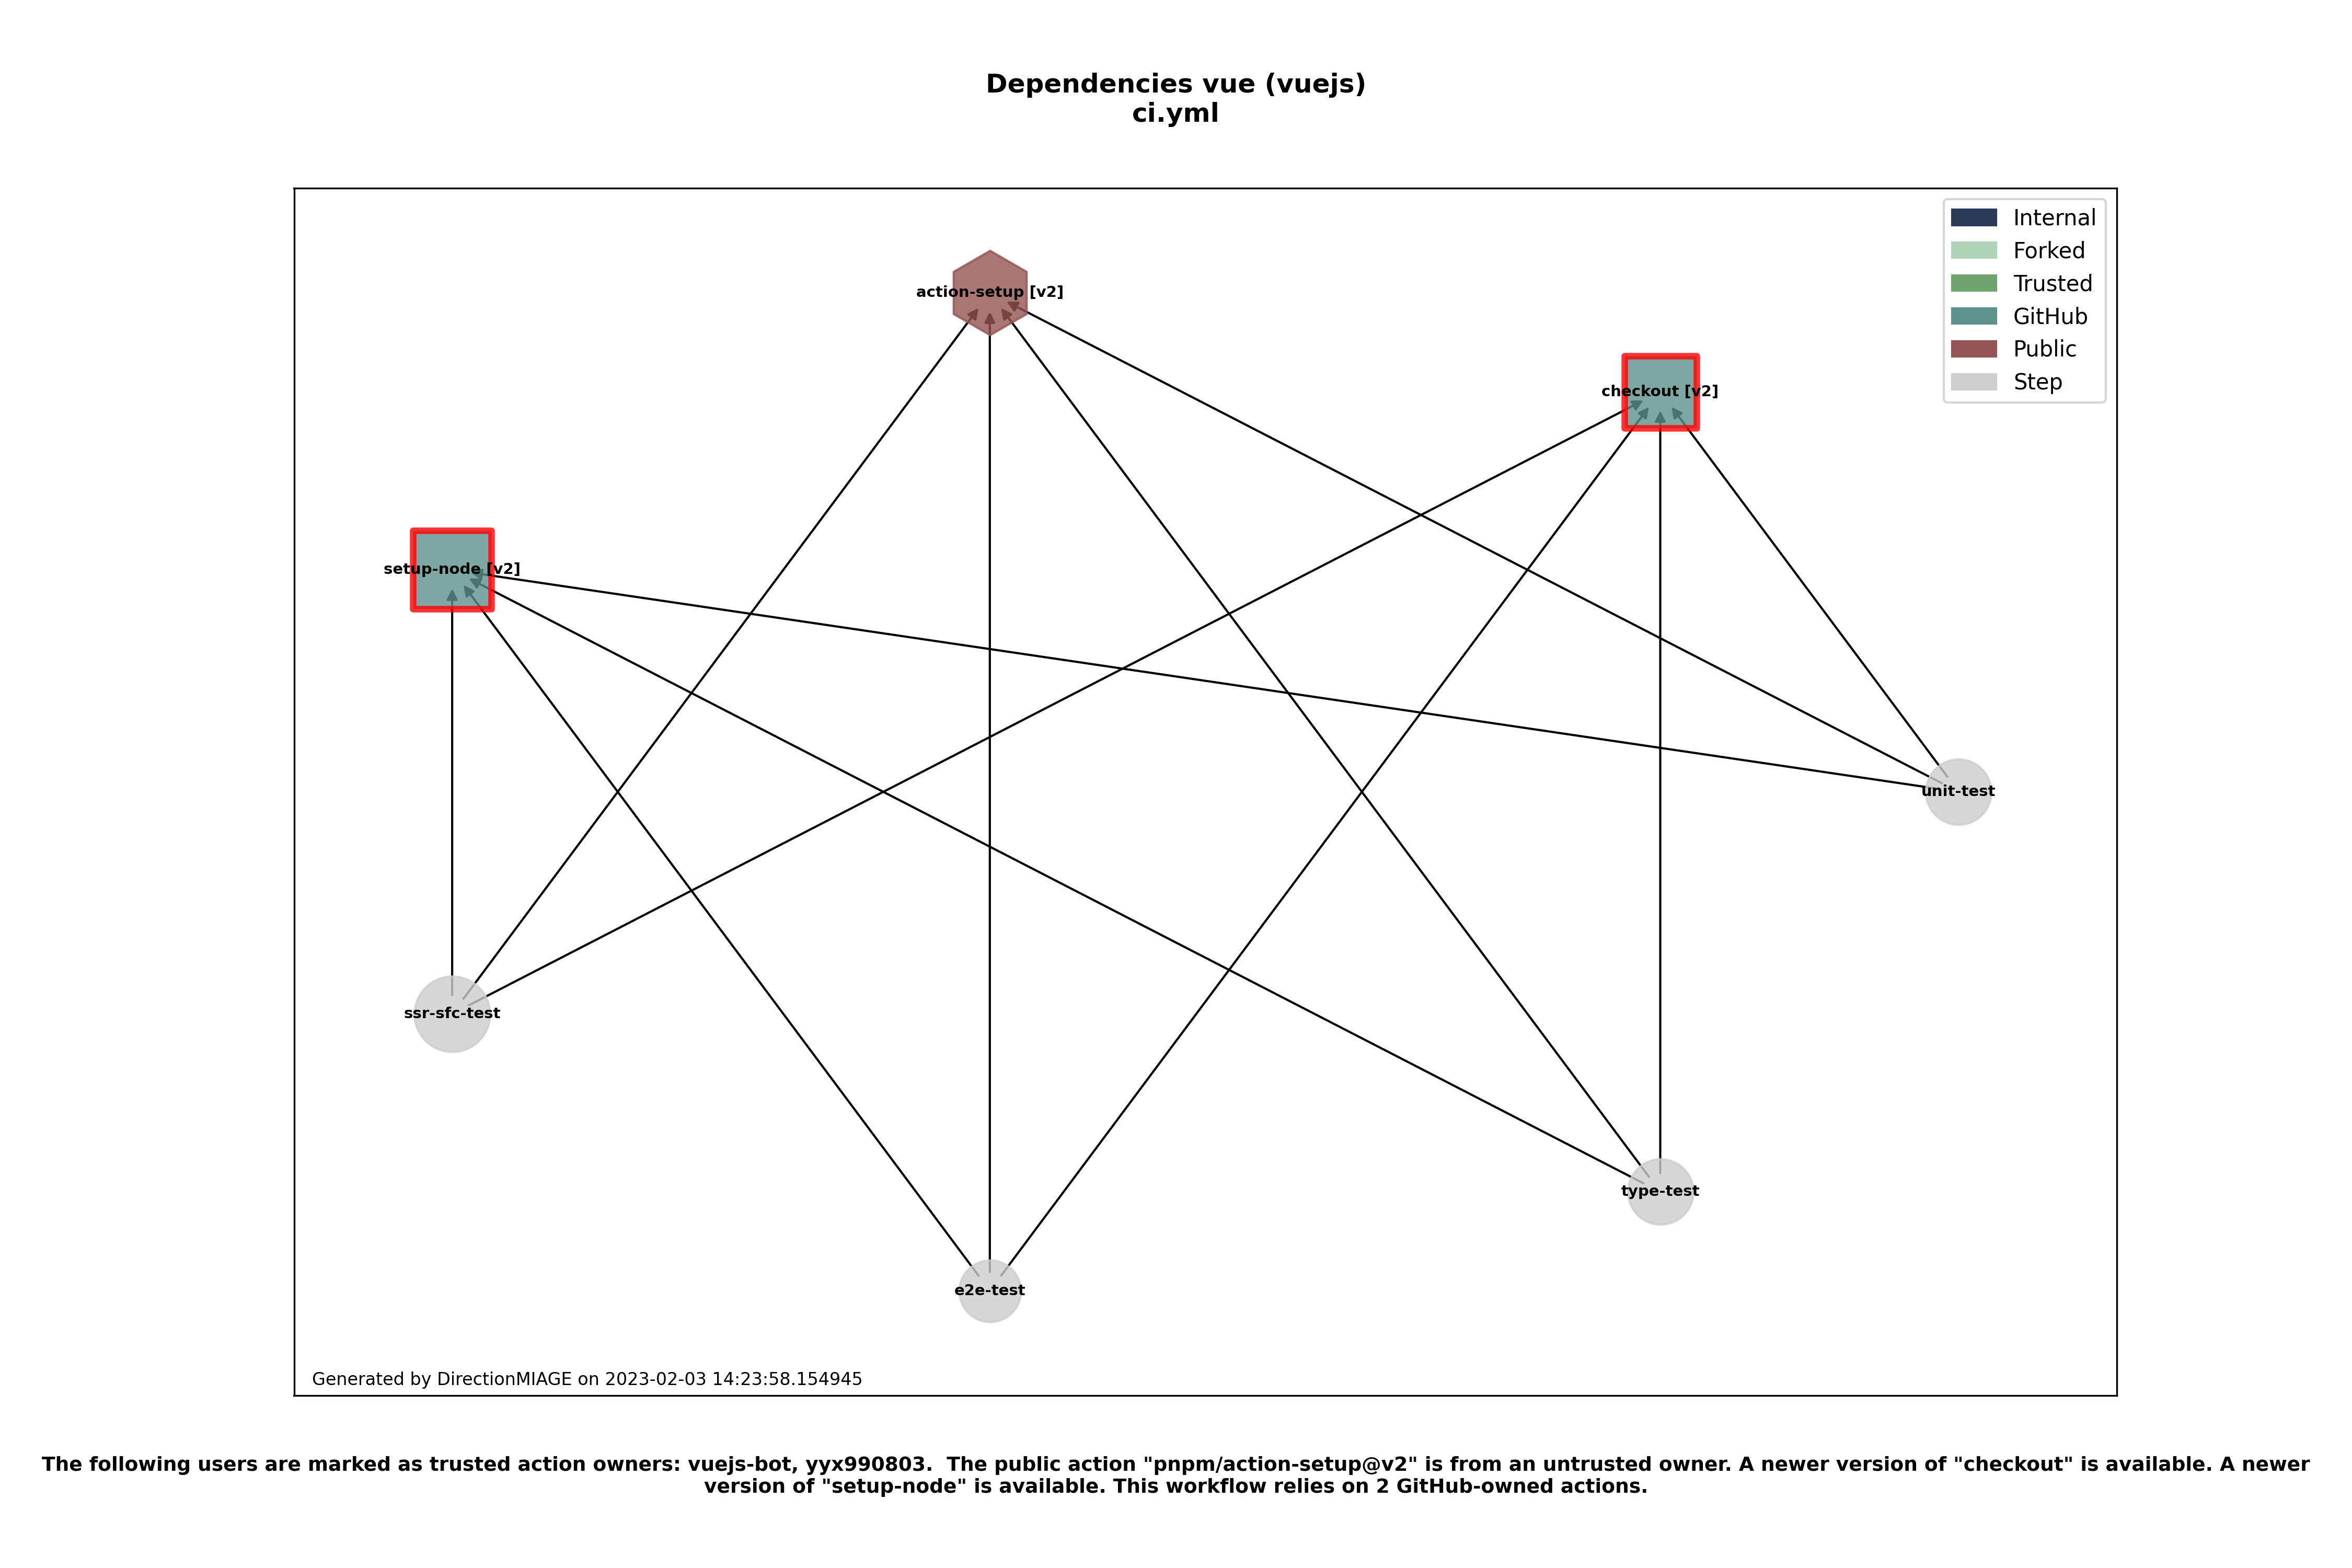 Dependencies vue (vuejs)
ci.yml
Internal
Forked
Trusted
GitHub
Public
Step
action-setup [v2]
checkout [v2]
setup-node [v2]
unit-test
ssr-sfc-test
type-test
e2e-test
Generated by DirectionMIAGE on 2023-02-03 14:23:58.154945
The following users are marked as trusted action owners: vuejs-bot, yyx990803.  The public action "pnpm/action-setup@v2" is from an untrusted owner. A newer version of "checkout" is available. A newer
version of "setup-node" is available. This workflow relies on 2 GitHub-owned actions.